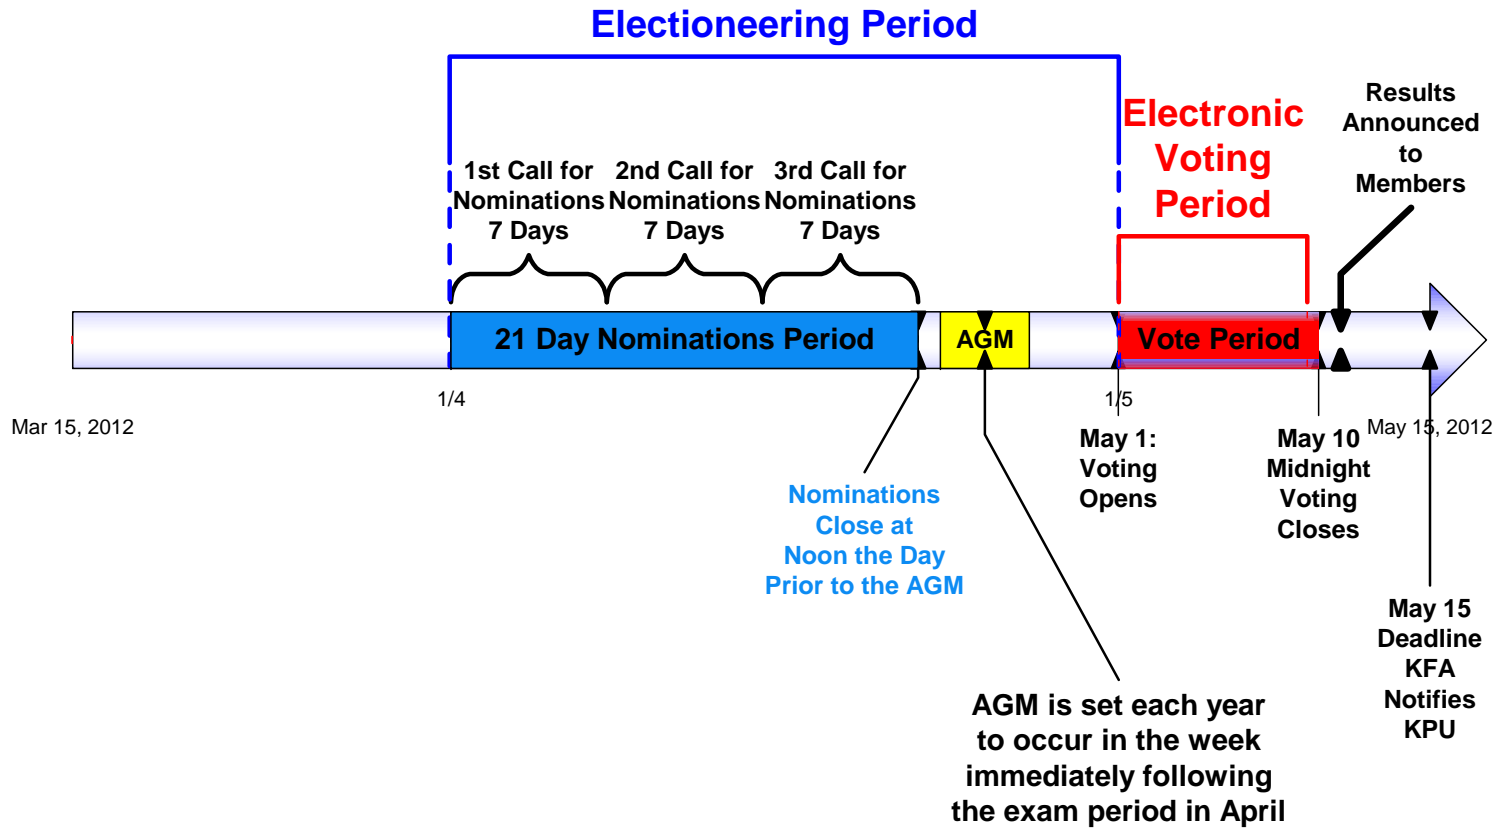 Electioneering Period
Electronic
Voting
Period
Results
Announced
to
Members
1st Call for
Nominations
7 Days
2nd Call for
Nominations
7 Days
3rd Call for
Nominations
7 Days
21 Day Nominations Period
AGM
Vote Period
1/4
1/5
Mar 15, 2012
May 15, 2012
May 1:
Voting
Opens
May 10
Midnight
Voting
Closes
Nominations
Close at
Noon the Day
Prior to the AGM
May 15
Deadline
KFA
Notifies
KPU
AGM is set each year
to occur in the week
immediately following
the exam period in April